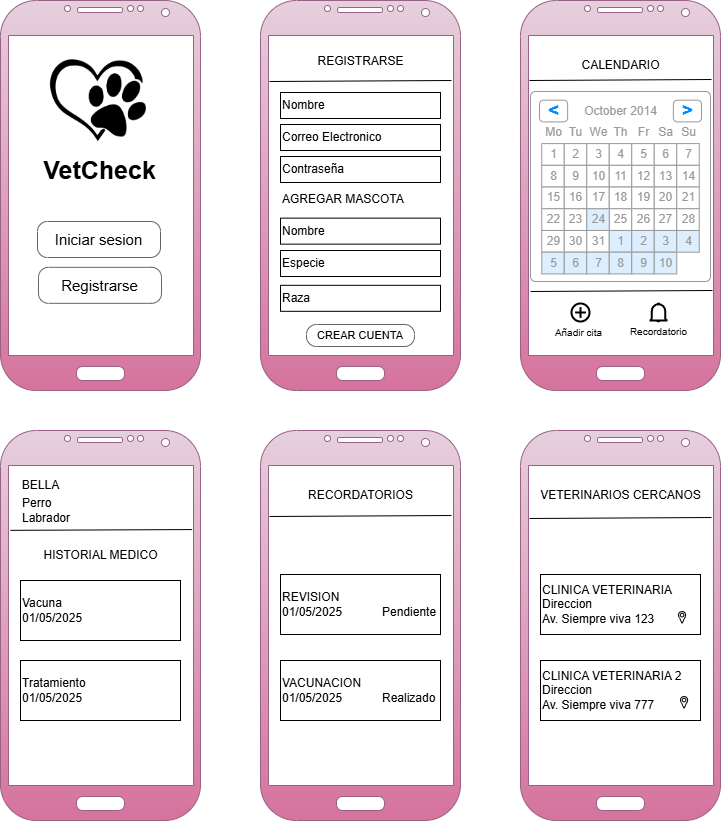 VetCheck
Iniciar sesion
Registrarse
REGISTRARSE
Nombre
Correo Electronico
Contraseña
AGREGAR MASCOTA
Nombre
Especie
Raza
CREAR CUENTA
CALENDARIO
< October 2014 >
Mo Tu We Th Fr Sa Su
1 2 3 4 5 6 7
8 9 10 11 12 13 14
15 16 17 18 19 20 21
22 23 24 25 26 27 28
29 30 31 1 2 3 4
5 6 7 8 9 10
Añadir cita
Recordatorio
BELLA
Perro
Labrador
HISTORIAL MEDICO
Vacuna
01/05/2025
Tratamiento
01/05/2025
RECORDATORIOS
REVISION
01/05/2025 Pendiente
VACUNACION
01/05/2025 Realizado
VETERINARIOS CERCANOS
CLINICA VETERINARIA
Direccion
Av. Siempre viva 123
CLINICA VETERINARIA 2
Direccion
Av. Siempre viva 777